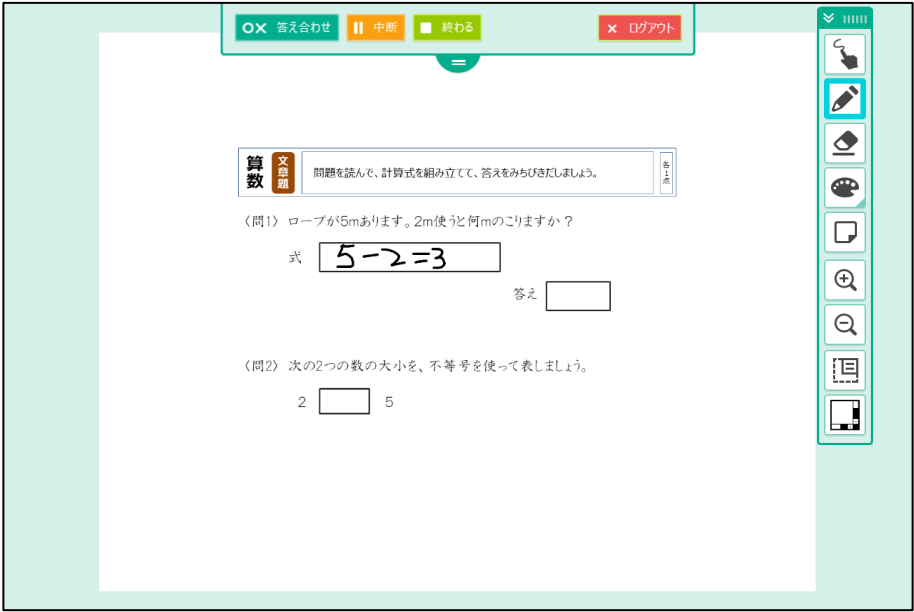 OX 答え合わせ 中断 終わる × ログアウト
算数 文章題 問題を読んで、計算式を組み立てて、答えをみちびきだしましょう。 各1点
〈問1〉 ロープが5mあります。2m使うと何mのこりますか?
式 5-2=3
答え
〈問2〉 次の2つの数の大小を、不等号を使って表しましょう。
2 5